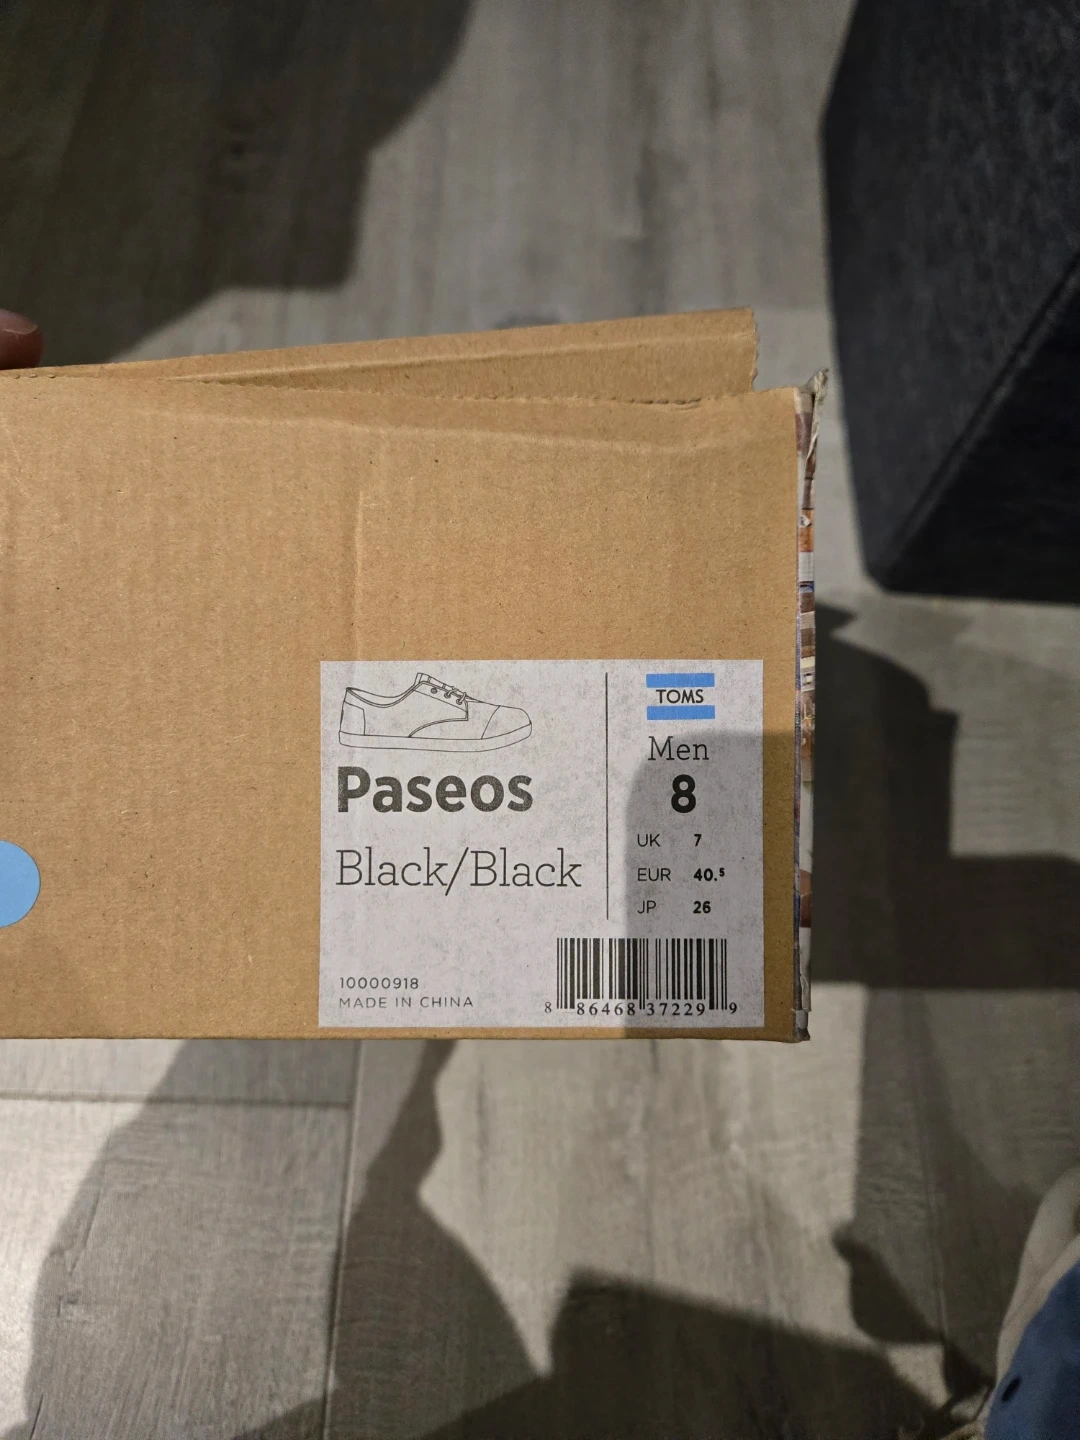 Paseos
Black/Black
10000918
MADE IN CHINA
TOMS
Men
8
UK 7
EUR 40.⁵
JP 26
8 86468 37229 9